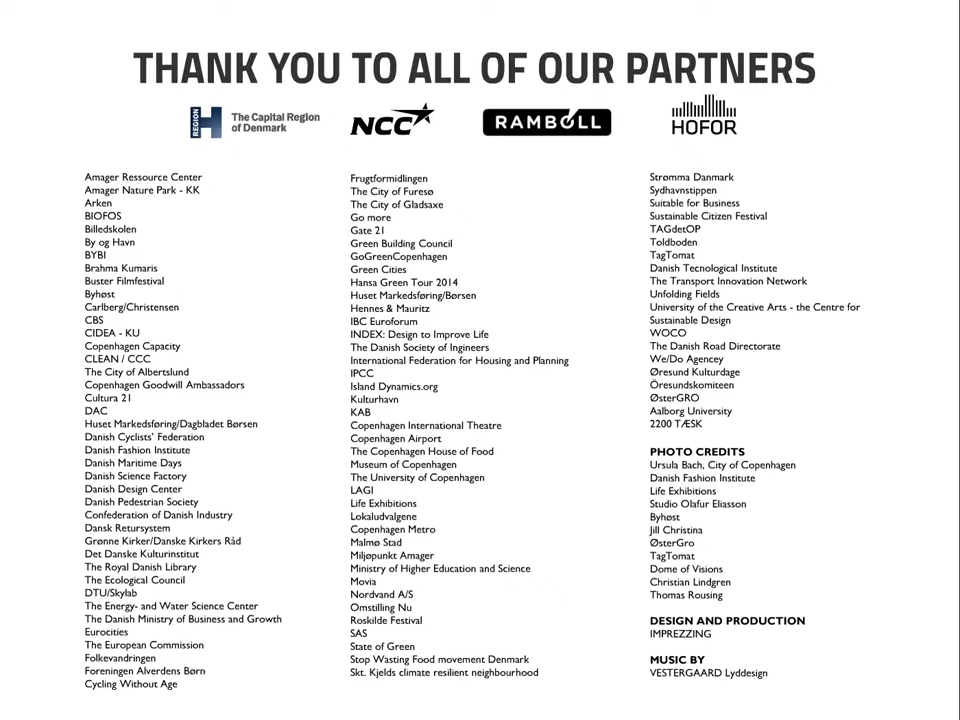 THANK YOU TO ALL OF OUR PARTNERS
REGION H The Capital Region
of Denmark
NCC
RAMBOLL
HOFOR
Amager Ressource Center
Amager Nature Park - KK
Arken
BIOFOS
Billedskolen
By og Havn
BYBI
Brahma Kumaris
Buster Filmfestival
Byhøst
Carlberg/Christensen
CBS
CIDEA - KU
Copenhagen Capacity
CLEAN / CCC
The City of Albertslund
Copenhagen Goodwill Ambassadors
Cultura 21
DAC
Huset Markedsføring/Dagbladet Børsen
Danish Cyclists' Federation
Danish Fashion Institute
Danish Maritime Days
Danish Science Factory
Danish Design Center
Danish Pedestrian Society
Confederation of Danish Industry
Dansk Retursystem
Grønne Kirker/Danske Kirkers Råd
Det Danske Kulturinstitut
The Royal Danish Library
The Ecological Council
DTU/Skylab
The Energy- and Water Science Center
The Danish Ministry of Business and Growth
Eurocities
The European Commission
Folkevandringen
Foreningen Alverdens Børn
Cycling Without Age
Frugtformidlingen
The City of Furesø
The City of Gladsaxe
Go more
Gate 21
Green Building Council
GoGreenCopenhagen
Green Cities
Hansa Green Tour 2014
Huset Markedsføring/Børsen
Hennes & Mauritz
IBC Euroforum
INDEX: Design to Improve Life
The Danish Society of Ingineers
International Federation for Housing and Planning
IPCC
Island Dynamics.org
Kulturhavn
KAB
Copenhagen International Theatre
Copenhagen Airport
The Copenhagen House of Food
Museum of Copenhagen
The University of Copenhagen
LAGI
Life Exhibitions
Lokaludvalgene
Copenhagen Metro
Malmø Stad
Miljøpunkt Amager
Ministry of Higher Education and Science
Movia
Nordvand A/S
Omstilling Nu
Roskilde Festival
SAS
State of Green
Stop Wasting Food movement Denmark
Skt. Kjelds climate resilient neighbourhood
Strømma Danmark
Sydhavnstippen
Suitable for Business
Sustainable Citizen Festival
TAGdetOP
Toldboden
TagTomat
Danish Tecnological Institute
The Transport Innovation Network
Unfolding Fields
University of the Creative Arts - the Centre for
Sustainable Design
WOCO
The Danish Road Directorate
We/Do Agencey
Øresund Kulturdage
Öresundskomiteen
ØsterGRO
Aalborg University
2200 TÆSK
PHOTO CREDITS
Ursula Bach, City of Copenhagen
Danish Fashion Institute
Life Exhibitions
Studio Olafur Eliasson
Byhøst
Jill Christina
ØsterGro
TagTomat
Dome of Visions
Christian Lindgren
Thomas Rousing
DESIGN AND PRODUCTION
IMPREZZING
MUSIC BY
VESTERGAARD Lyddesign